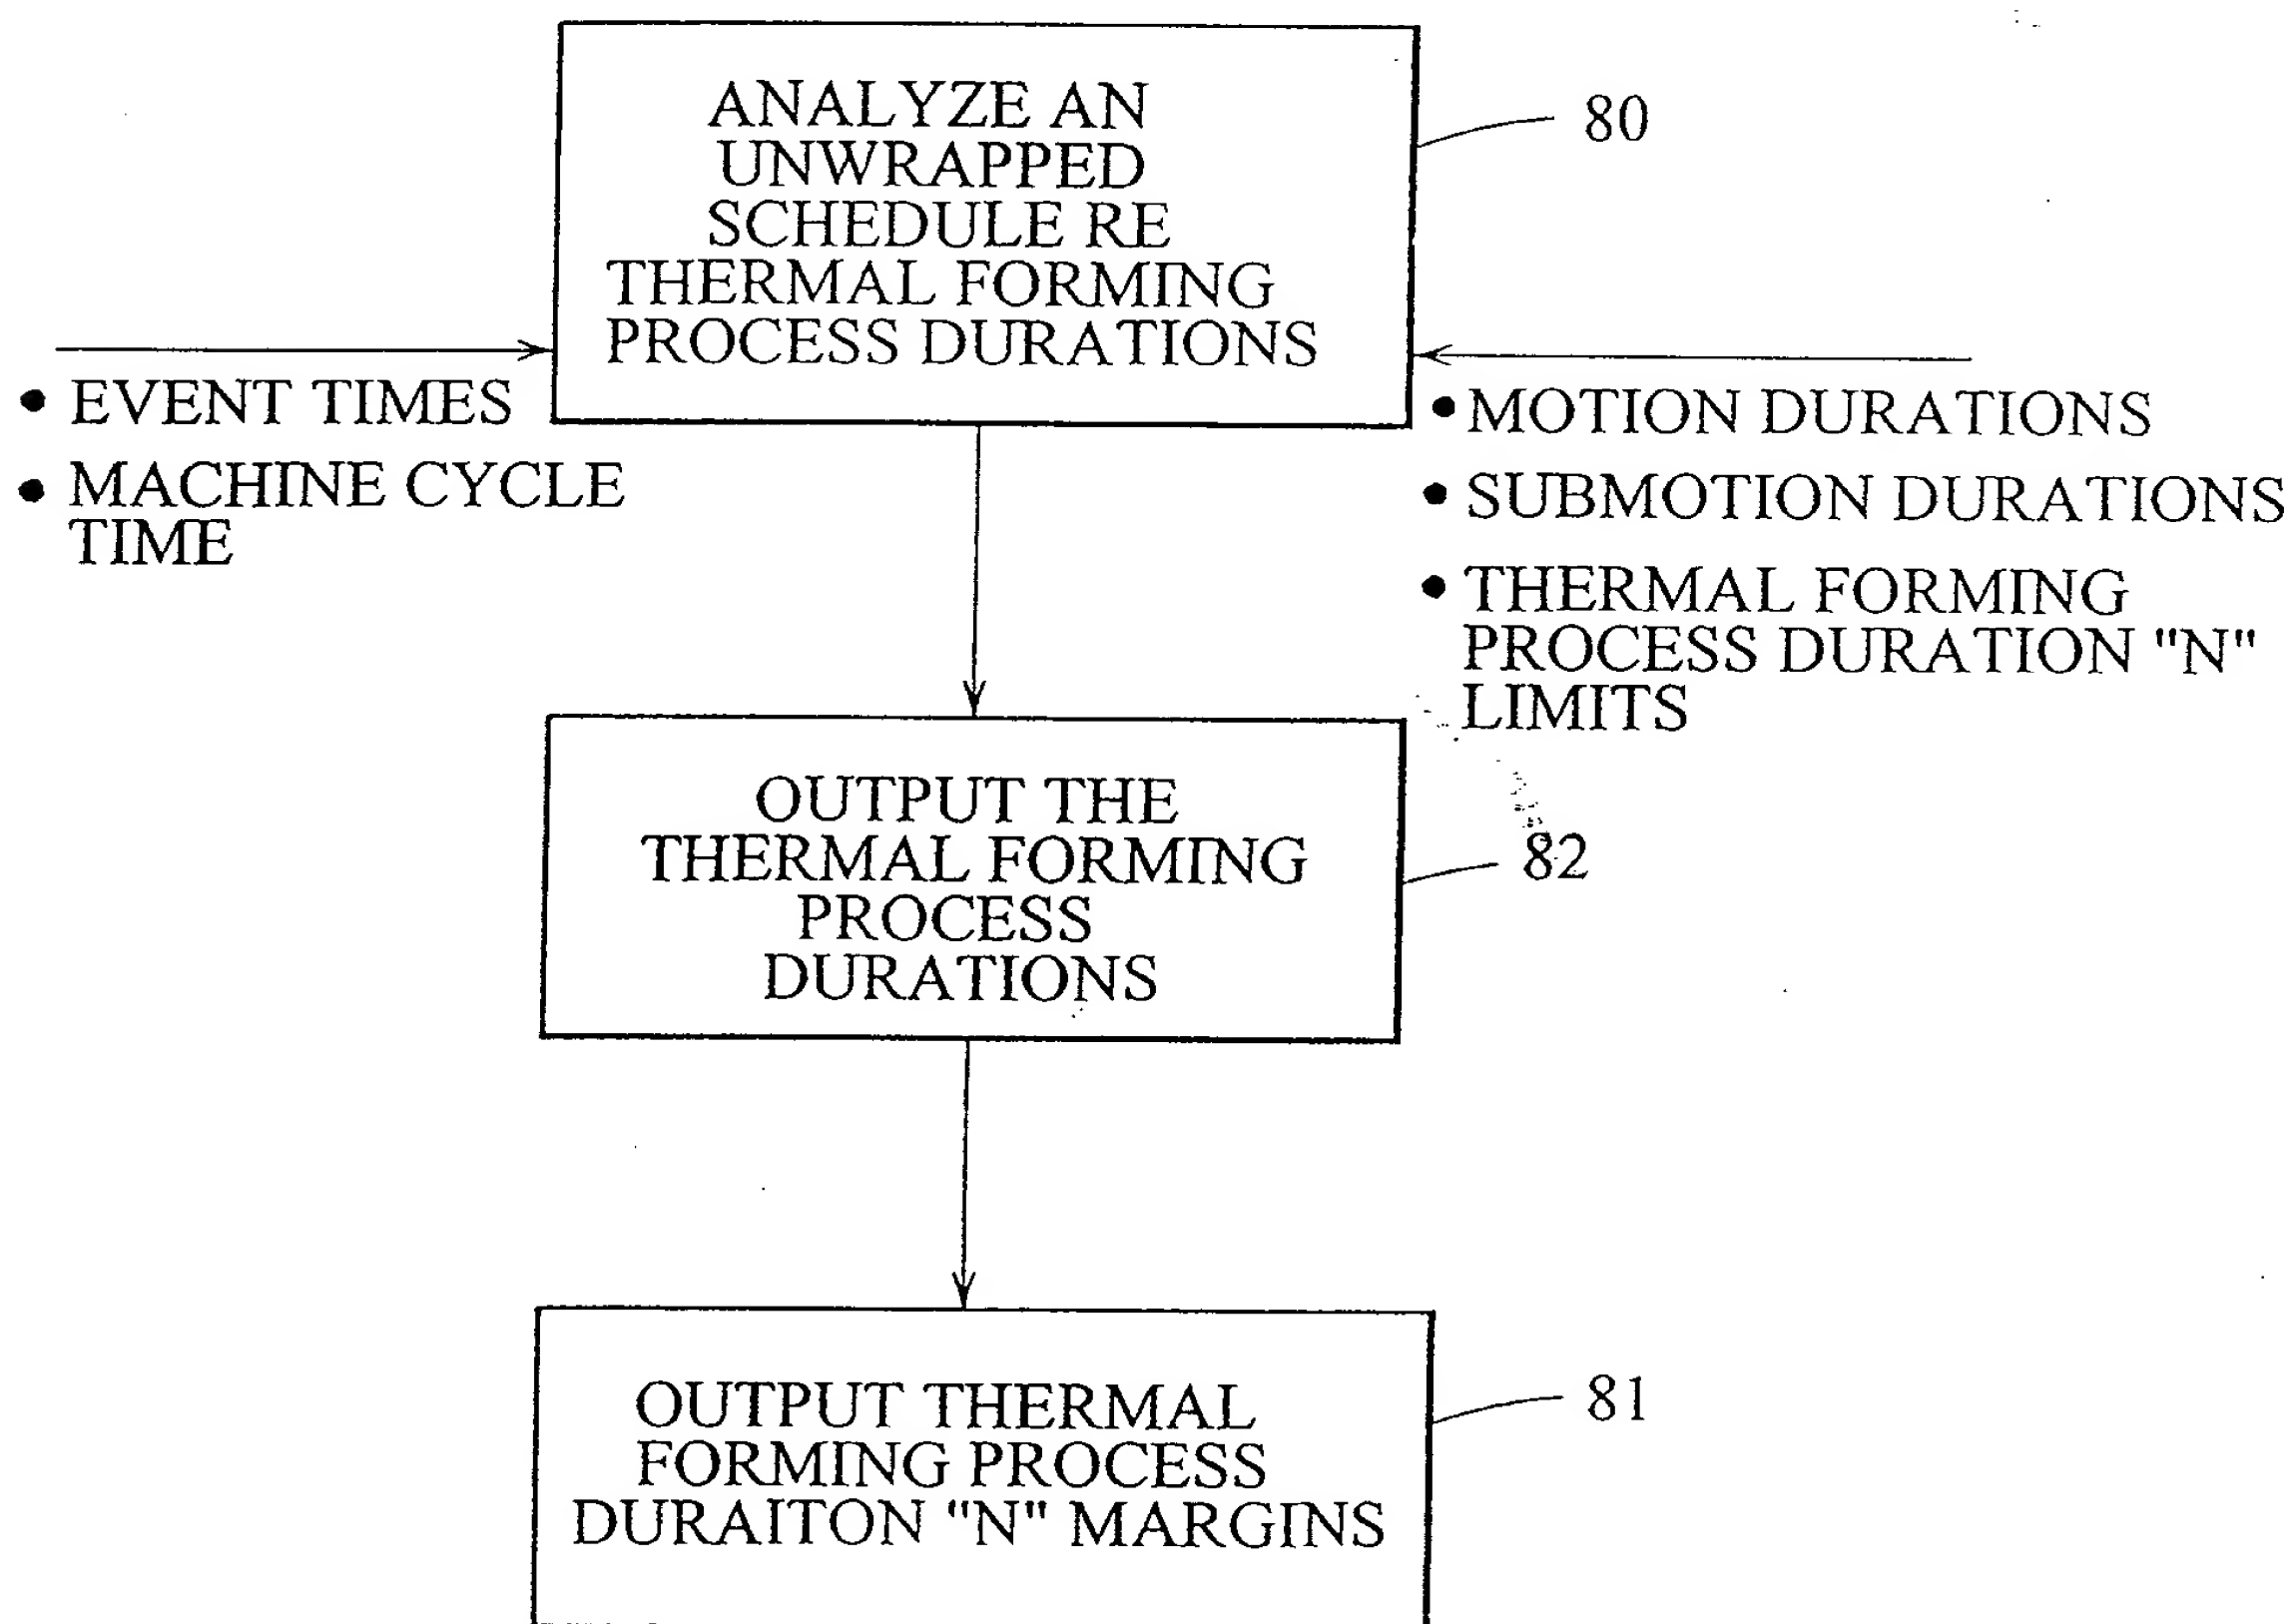 ANALYZE AN
UNWRAPPED
SCHEDULE RE
THERMAL FORMING
PROCESS DURATIONS
80
• EVENT TIMES
• MACHINE CYCLE
TIME
• MOTION DURATIONS
• SUBMOTION DURATIONS
• THERMAL FORMING
PROCESS DURATION "N"
LIMITS
OUTPUT THE
THERMAL FORMING
PROCESS
DURATIONS
82
OUTPUT THERMAL
FORMING PROCESS
DURAITON "N" MARGINS
81